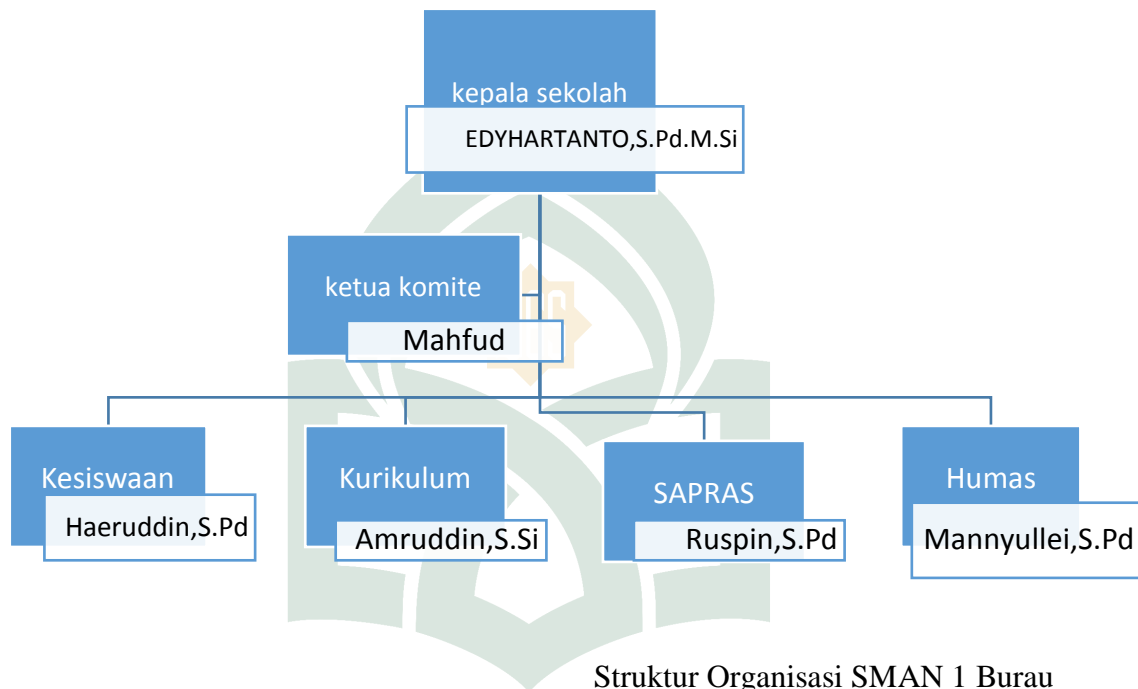 kepala sekolah
EDYHARTANTO,S.Pd.M.Si
ketua komite
Mahfud
Kesiswaan
Haeruddin,S.Pd
Kurikulum
Amruddin,S.Si
SAPRAS
Ruspin,S.Pd
Humas
Mannyullei,S.Pd
Struktur Organisasi SMAN 1 Burau